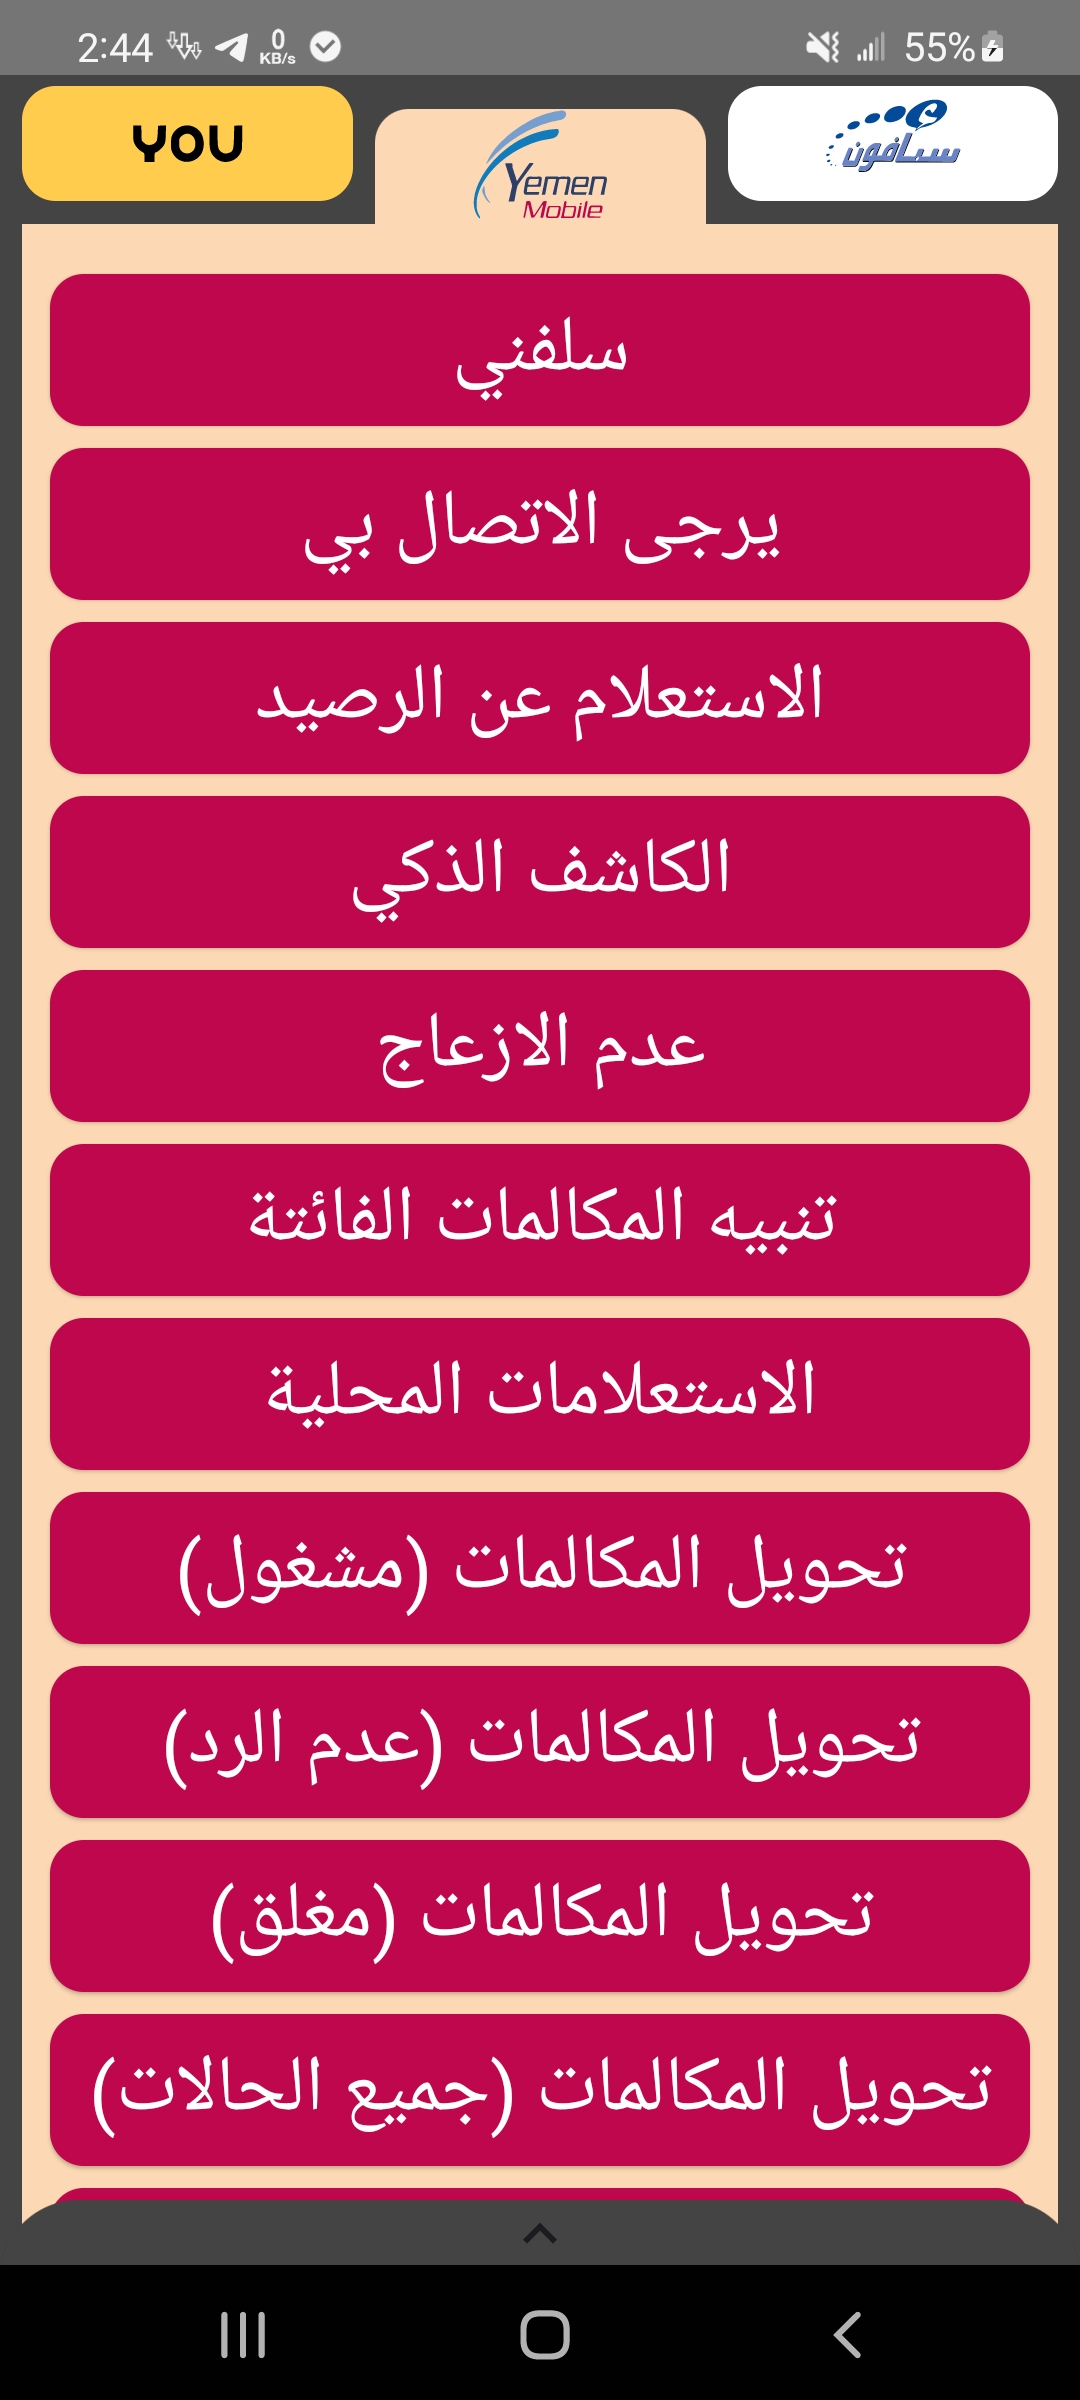 2:44
0
KB/s
55%
YOU
Yemen
Mobile
سبأفون
سلفني
يرجى الاتصال بي
الاستعلام عن الرصيد
الكاشف الذكي
عدم الازعاج
تنبيه المكالمات الفائتة
الاستعلامات المحلية
تحويل المكالمات (مشغول)
تحويل المكالمات (عدم الرد)
تحويل المكالمات (مغلق)
تحويل المكالمات (جميع الحالات)